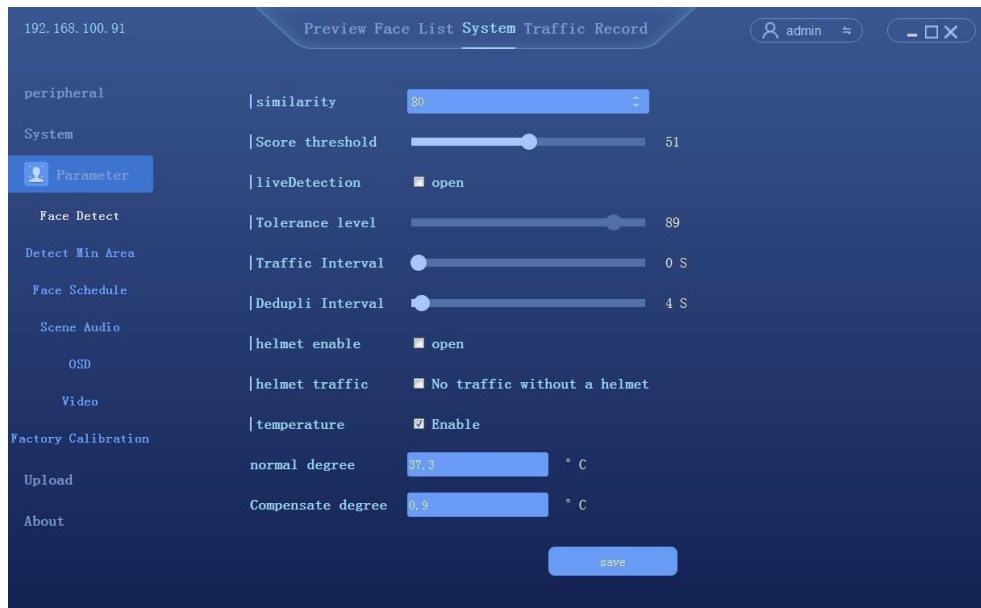 192.168.100.91
Preview Face List System Traffic Record
admin
peripheral
System
Parameter
Face Detect
Detect Min Area
Face Schedule
Scene Audio
OSD
Video
Factory Calibration
Upload
About
similarity 80
Score threshold 51
liveDetection open
Tolerance level 89
Traffic Interval 0 S
Dedupli Interval 4 S
helmet enable open
helmet traffic No traffic without a helmet
temperature Enable
normal degree 37.3 °C
Compensate degree 0.9 °C
save